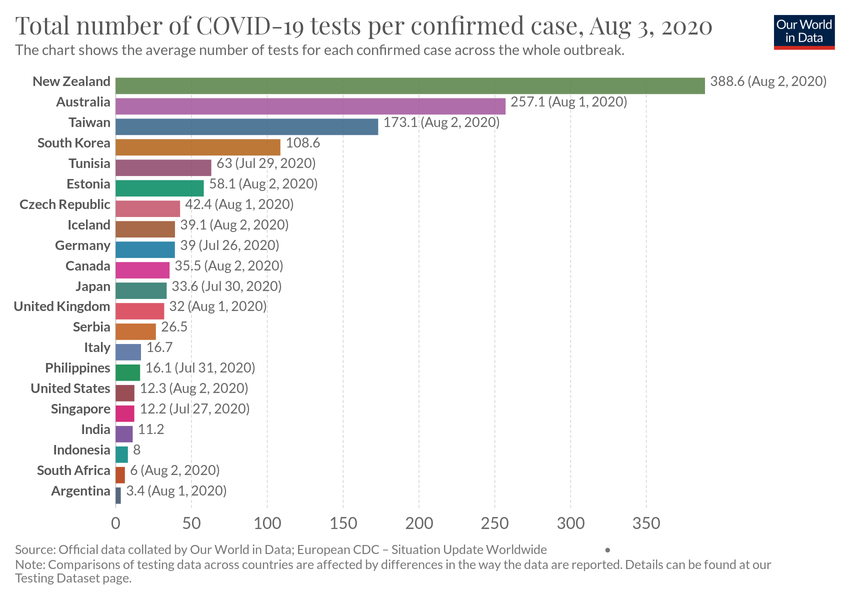 Total number of COVID-19 tests per confirmed case, Aug 3, 2020
Our World
in Data
The chart shows the average number of tests for each confirmed case across the whole outbreak.
New Zealand 388.6 (Aug 2, 2020)
Australia 257.1 (Aug 1, 2020)
Taiwan 173.1 (Aug 2, 2020)
South Korea 108.6
Tunisia 63 (Jul 29, 2020)
Estonia 58.1 (Aug 2, 2020)
Czech Republic 42.4 (Aug 1, 2020)
Iceland 39.1 (Aug 2, 2020)
Germany 39 (Jul 26, 2020)
Canada 35.5 (Aug 2, 2020)
Japan 33.6 (Jul 30, 2020)
United Kingdom 32 (Aug 1, 2020)
Serbia 26.5
Italy 16.7
Philippines 16.1 (Jul 31, 2020)
United States 12.3 (Aug 2, 2020)
Singapore 12.2 (Jul 27, 2020)
India 11.2
Indonesia 8
South Africa 6 (Aug 2, 2020)
Argentina 3.4 (Aug 1, 2020)
0 50 100 150 200 250 300 350
Source: Official data collated by Our World in Data; European CDC – Situation Update Worldwide •
Note: Comparisons of testing data across countries are affected by differences in the way the data are reported. Details can be found at our
Testing Dataset page.